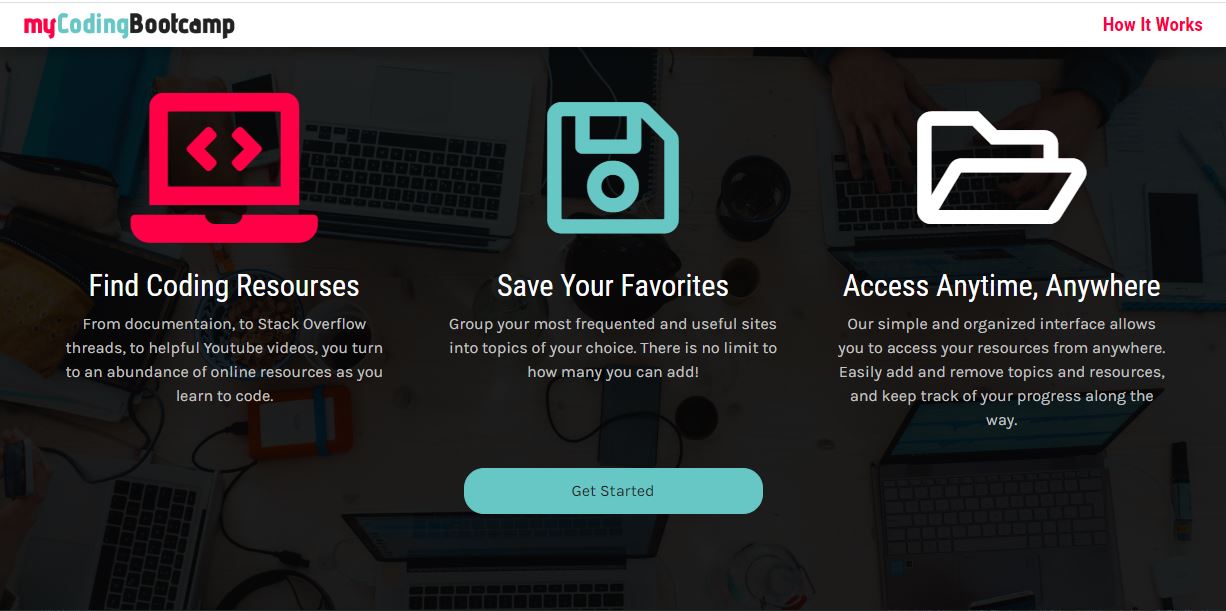 myCodingBootcamp
How It Works
Find Coding Resourses
From documentaion, to Stack Overflow
threads, to helpful Youtube videos, you turn
to an abundance of online resources as you
learn to code.
Save Your Favorites
Group your most frequented and useful sites
into topics of your choice. There is no limit to
how many you can add!
Access Anytime, Anywhere
Our simple and organized interface allows
you to access your resources from anywhere.
Easily add and remove topics and resources,
and keep track of your progress along the
way.
Get Started